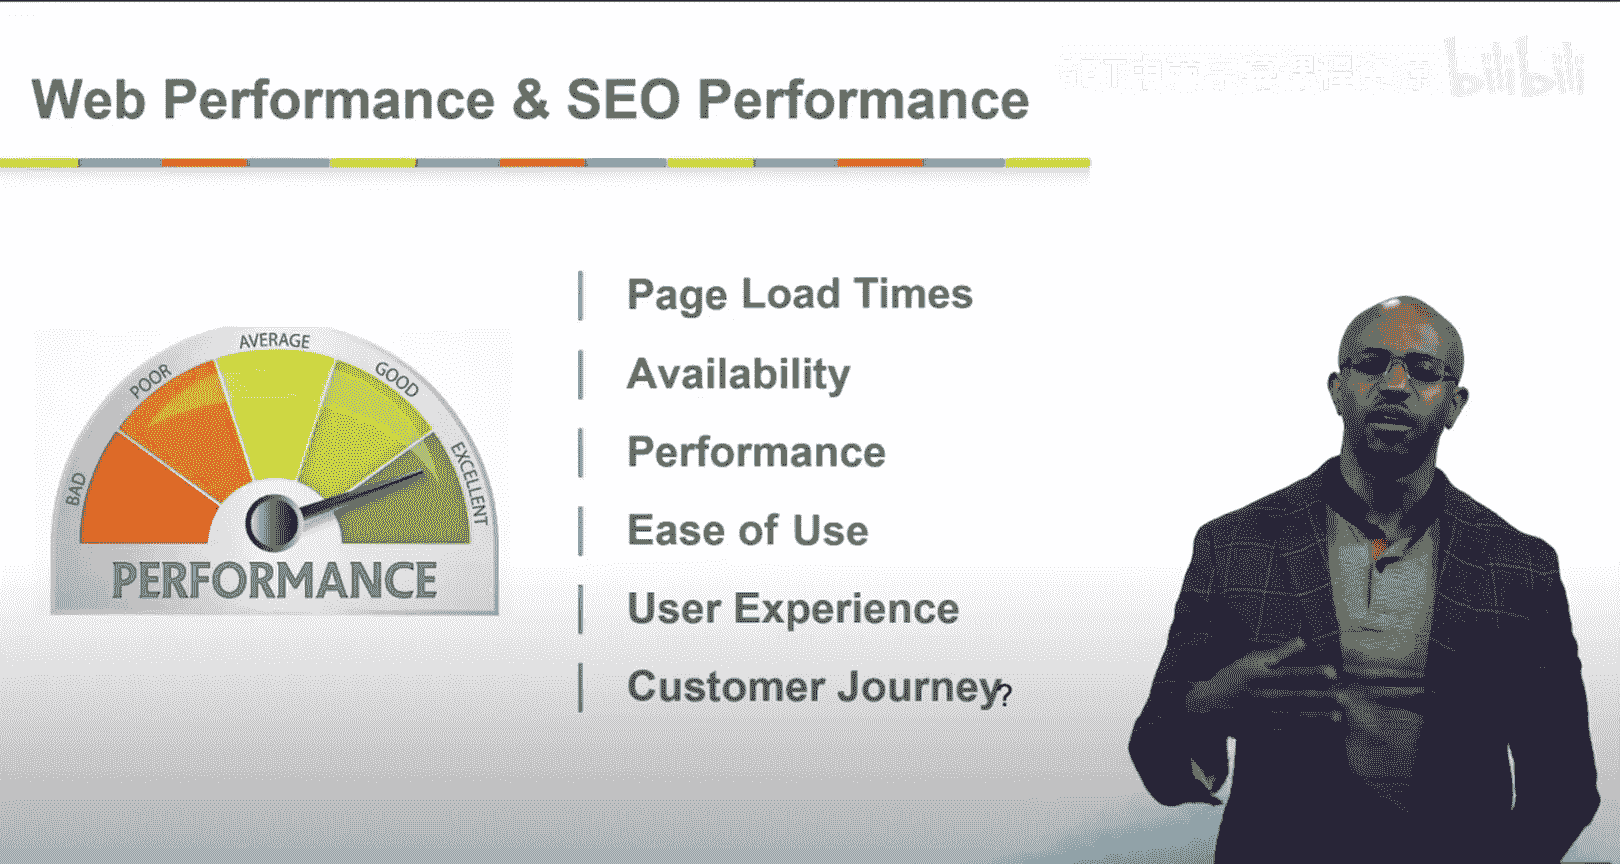 Web Performance & SEO Performance
bilibili
BAD
POOR
AVERAGE
GOOD
EXCELLENT
PERFORMANCE
Page Load Times
Availability
Performance
Ease of Use
User Experience
Customer Journey?